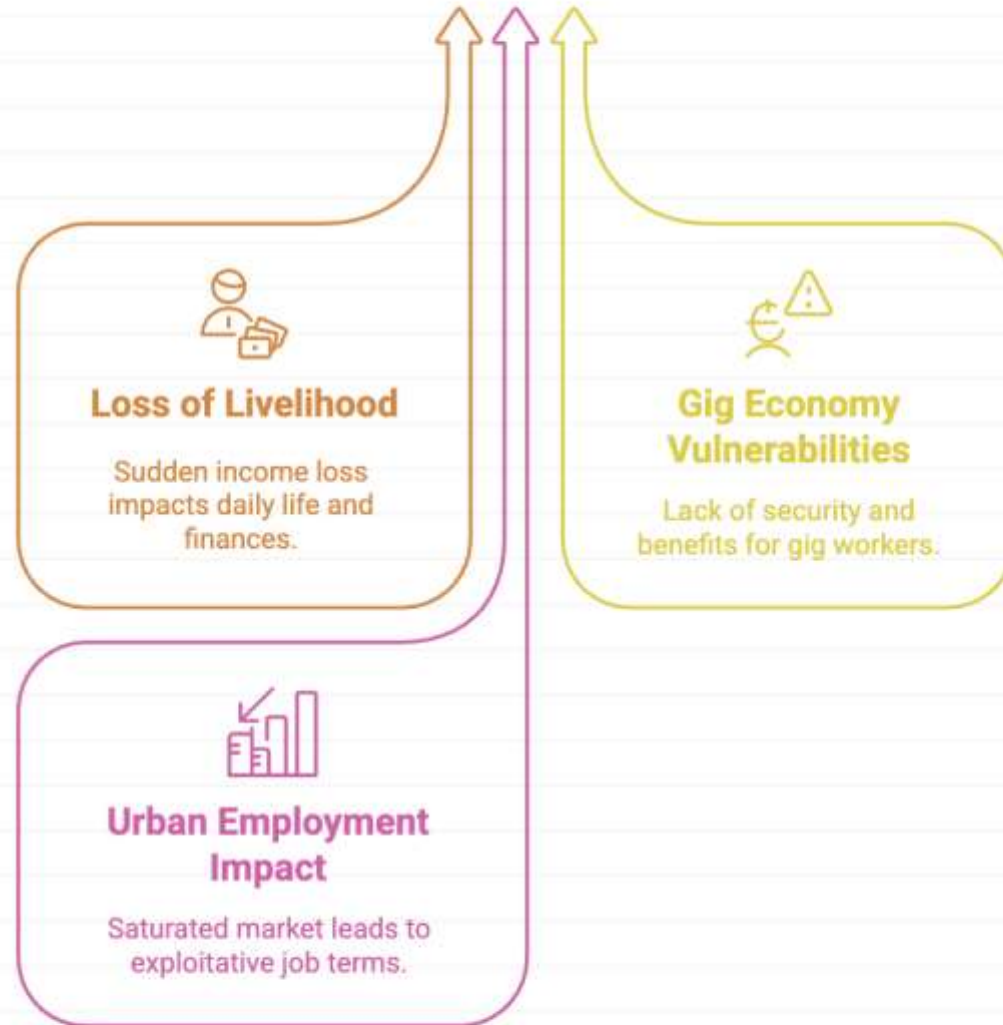 Loss of Livelihood
Sudden income loss
impacts daily life and
finances.
Gig Economy
Vulnerabilities
Lack of security and
benefits for gig workers.
Urban Employment
Impact
Saturated market leads to
exploitative job terms.